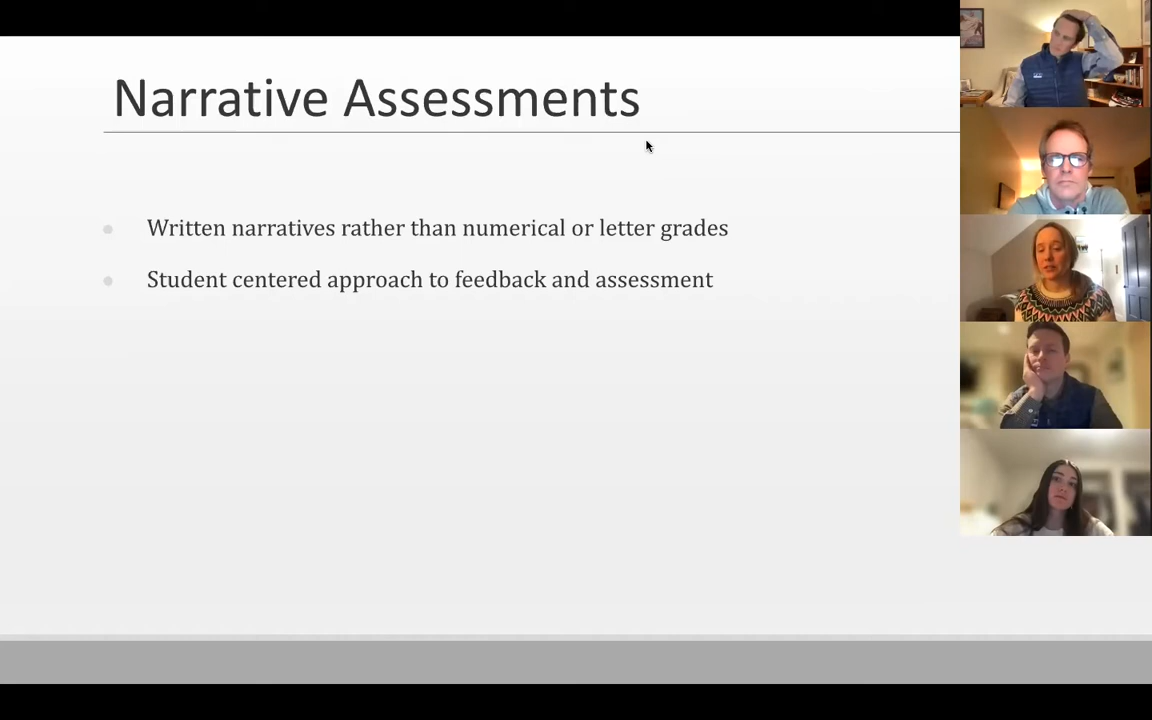 Narrative Assessments
Written narratives rather than numerical or letter grades
Student centered approach to feedback and assessment